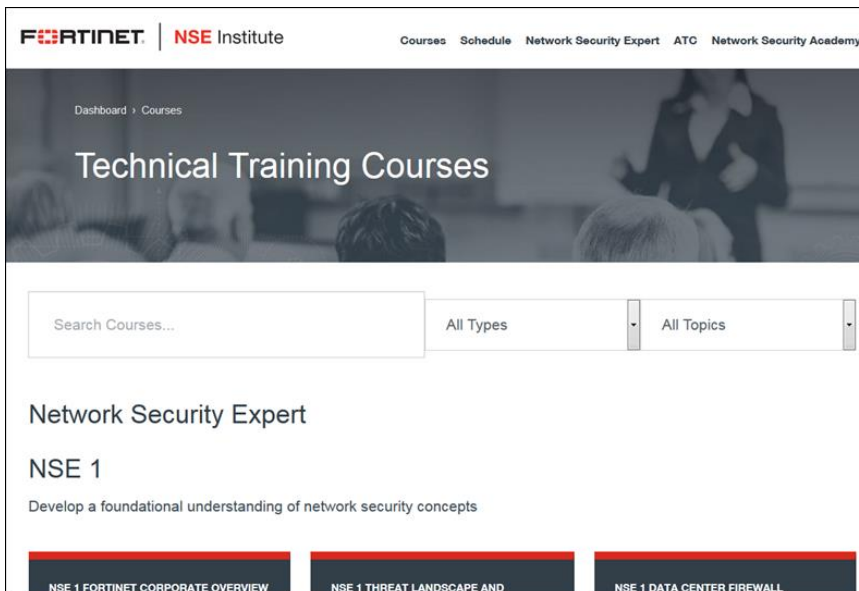 FORTINET NSE Institute
Courses Schedule Network Security Expert ATC Network Security Academy
Dashboard › Courses
Technical Training Courses
Search Courses...
All Types
All Topics
Network Security Expert
NSE 1
Develop a foundational understanding of network security concepts
NSE 1 FORTINET CORPORATE OVERVIEW
NSE 1 THREAT LANDSCAPE AND
NSE 1 DATA CENTER FIREWALL